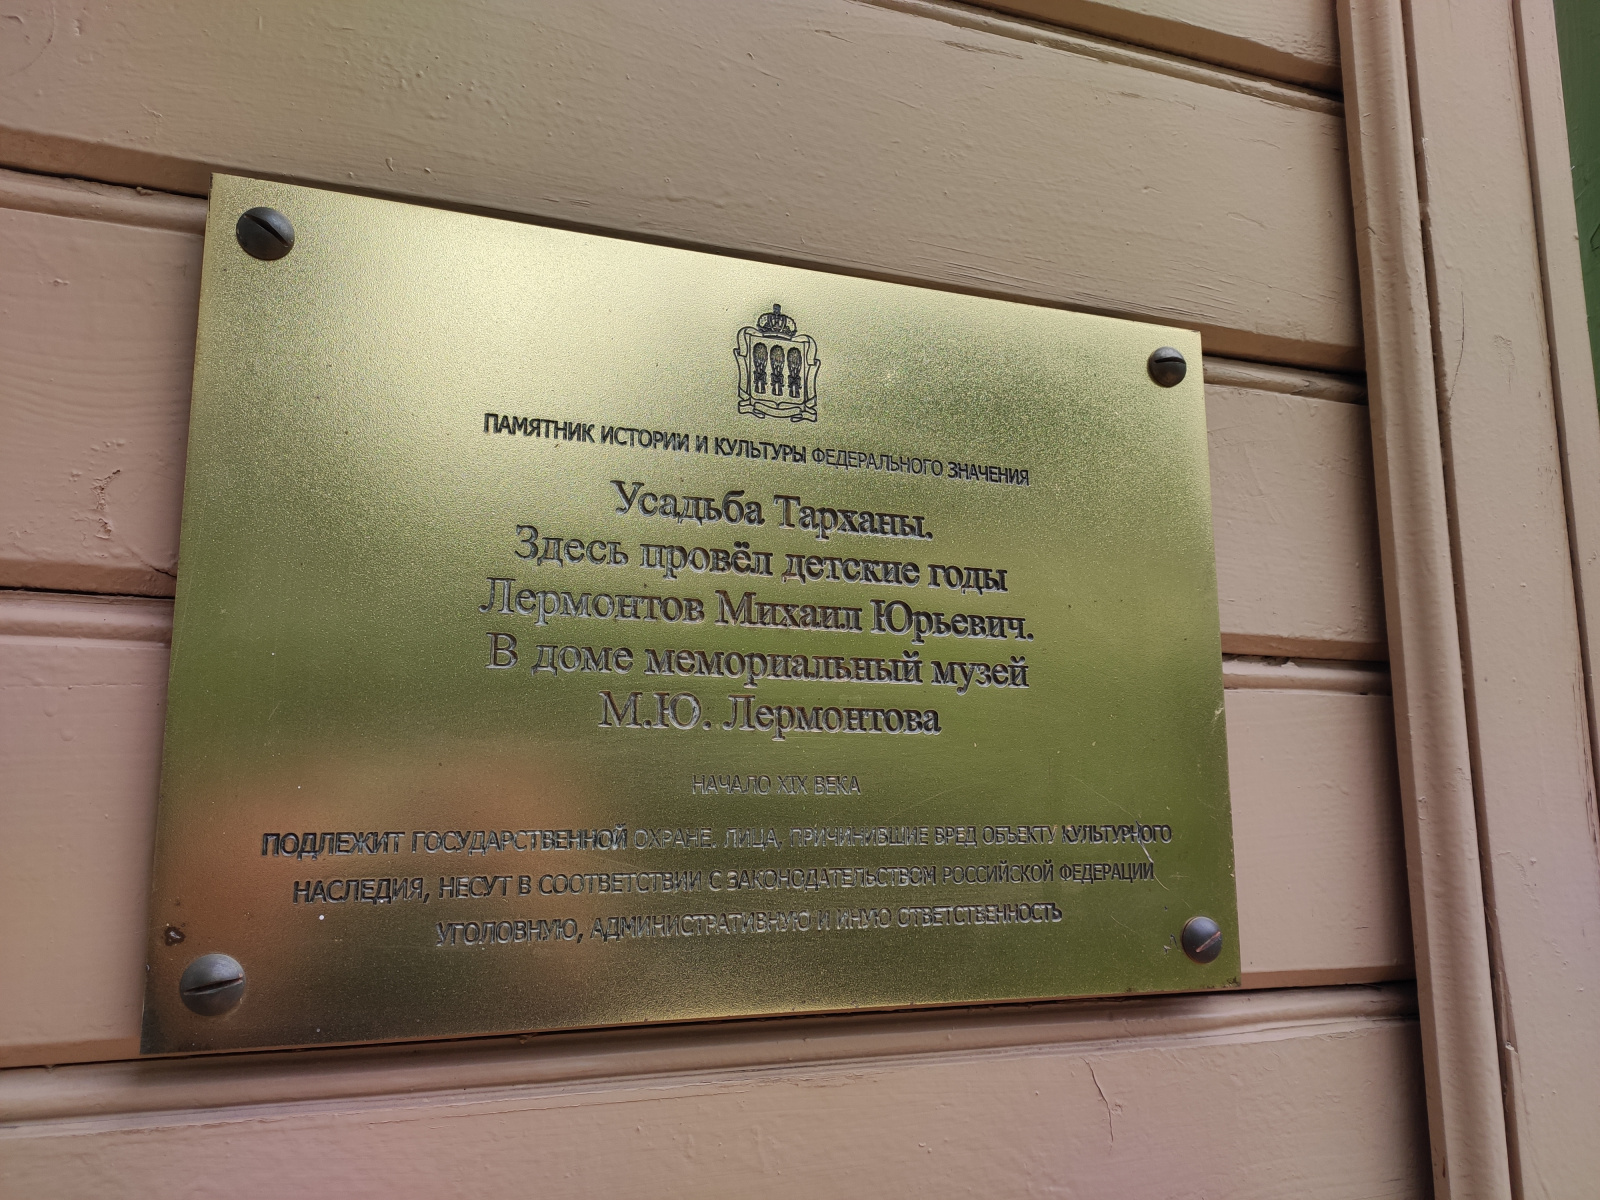 ПАМЯТНИК ИСТОРИИ И КУЛЬТУРЫ ФЕДЕРАЛЬНОГО ЗНАЧЕНИЯ
Усадьба Тарханы.
Здесь провёл детские годы
Лермонтов Михаил Юрьевич.
В доме мемориальный музей
М.Ю. Лермонтова
НАЧАЛО XIX ВЕКА
ПОДЛЕЖИТ ГОСУДАРСТВЕННОЙ ОХРАНЕ. ЛИЦА, ПРИЧИНИВШИЕ ВРЕД ОБЪЕКТУ КУЛЬТУРНОГО
НАСЛЕДИЯ, НЕСУТ В СООТВЕТСТВИИ С ЗАКОНОДАТЕЛЬСТВОМ РОССИЙСКОЙ ФЕДЕРАЦИИ
УГОЛОВНУЮ, АДМИНИСТРАТИВНУЮ И ИНУЮ ОТВЕТСТВЕННОСТЬ